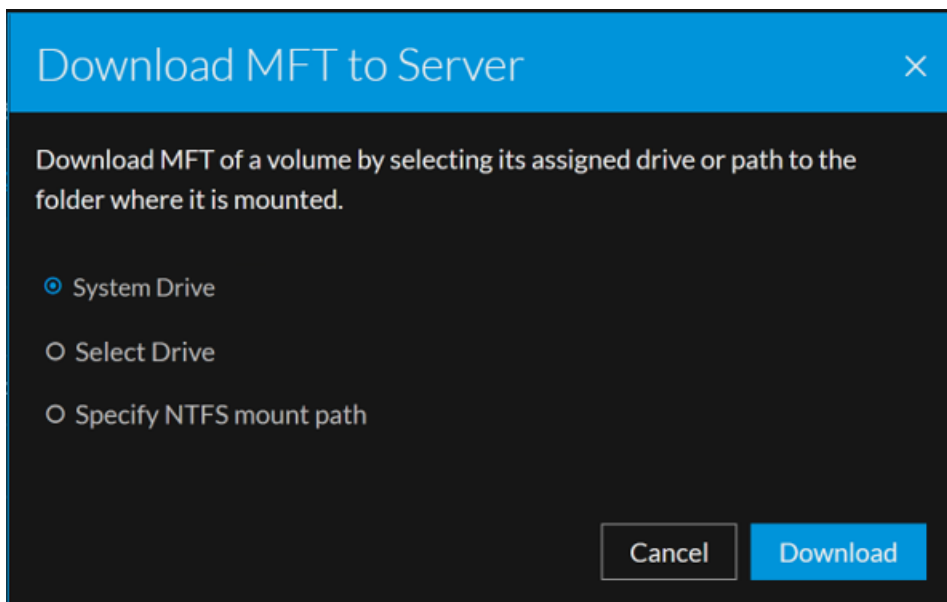 Download MFT to Server
Download MFT of a volume by selecting its assigned drive or path to the
folder where it is mounted.
System Drive
Select Drive
Specify NTFS mount path
Cancel
Download